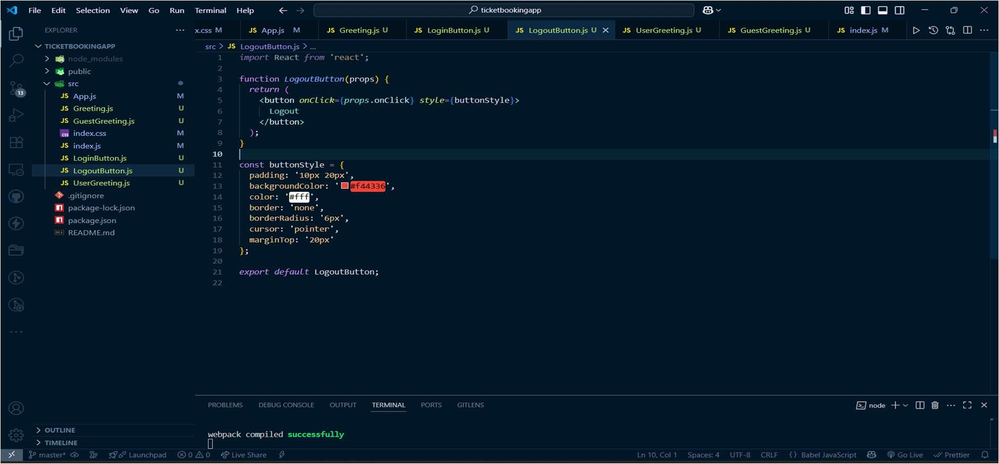 File Edit Selection View Go Run Terminal Help ticketbookingapp
EXPLORER
x.css M App.js M Greeting.js U LoginButton.js U LogoutButton.js U UserGreeting.js U GuestGreeting.js U index.js M
TICKETBOOKINGAPP
node_modules
public
src
App.js M
Greeting.js U
GuestGreeting.js U
index.css M
index.js M
LoginButton.js U
LogoutButton.js U
UserGreeting.js U
.gitignore
package-lock.json
package.json
README.md
13
src > JS LogoutButton.js > ...
1 import React from 'react';
2
3 function LogoutButton(props) {
4 return (
5 <button onClick={props.onClick} style={buttonStyle}>
6 Logout
7 </button>
8 );
9 }
10
11 const buttonStyle = {
12 padding: '10px 20px',
13 backgroundColor: '#f44336',
14 color: '#fff',
15 border: 'none',
16 borderRadius: '6px',
17 cursor: 'pointer',
18 marginTop: '20px'
19 };
20
21 export default LogoutButton;
22
PROBLEMS DEBUG CONSOLE OUTPUT TERMINAL PORTS GITLENS node
webpack compiled successfully
OUTLINE
TIMELINE
master* Launchpad 0 0 Live Share Ln 10, Col 1 Spaces: 4 UTF-8 CRLF {} Babel JavaScript Go Live Prettier